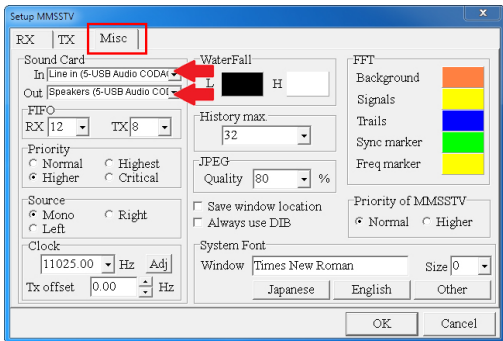 Setup MMSSTV
x
RX TX Misc
Sound Card
In Line in (5-USB Audio CODAC
Out Speakers (5-USB Audio COD
FIFO
RX 12 TX 8
Priority
Normal Highest
Higher Critical
Source
Mono Right
Left
Clock
11025.00 Hz Adj
Tx offset 0.00 Hz
WaterFall
L H
History max.
32
JPEG
Quality 80 %
Save window location
Always use DIB
FFT
Background
Signals
Trails
Sync marker
Freq marker
Priority of MMSSTV
Normal Higher
System Font
Window Times New Roman Size 0
Japanese English Other
OK Cancel